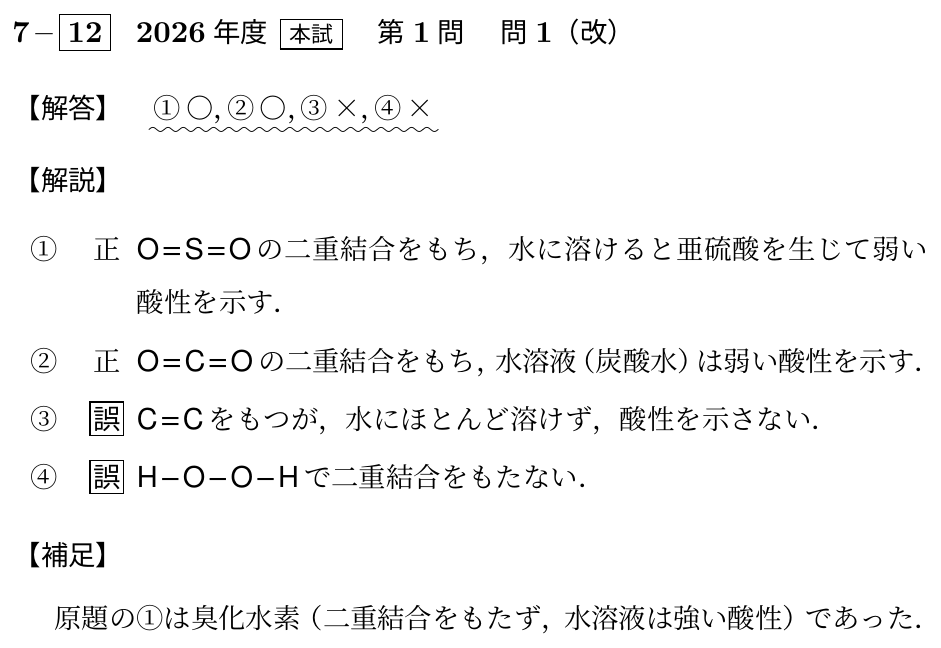 7-12 2026 年度 本試 第 1 問 問 1（改）
【解答】 ①○, ②○, ③×, ④×
【解説】
① 正 O=S=Oの二重結合をもち，水に溶けると亜硫酸を生じて弱い
酸性を示す．
② 正 O=C=Oの二重結合をもち，水溶液（炭酸水）は弱い酸性を示す．
③ 誤 C=Cをもつが，水にほとんど溶けず，酸性を示さない．
④ 誤 H−O−O−Hで二重結合をもたない．
【補足】
原題の①は臭化水素（二重結合をもたず，水溶液は強い酸性）であった．